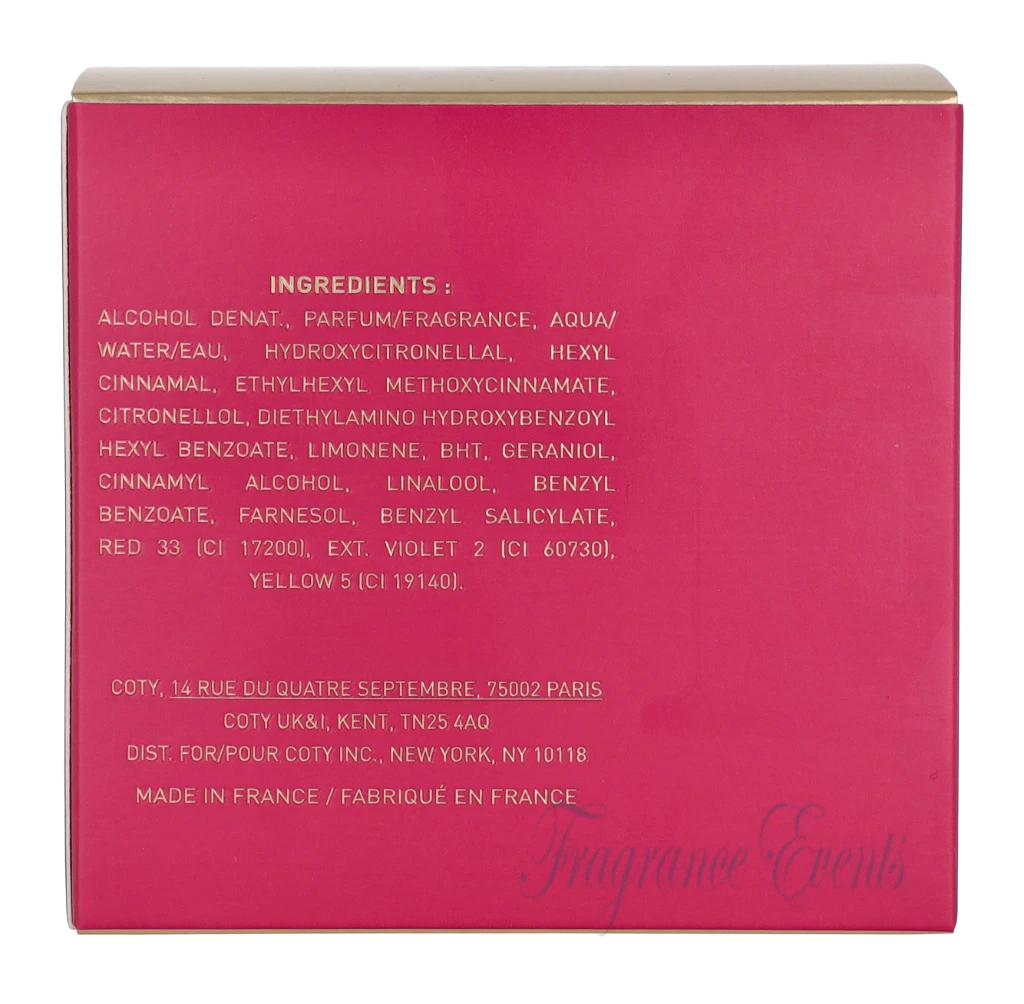 INGREDIENTS :
ALCOHOL DENAT., PARFUM/FRAGRANCE, AQUA/
WATER/EAU, HYDROXYCITRONELLAL, HEXYL
CINNAMAL, ETHYLHEXYL METHOXYCINNAMATE,
CITRONELLOL, DIETHYLAMINO HYDROXYBENZOYL
HEXYL BENZOATE, LIMONENE, BHT, GERANIOL,
CINNAMYL ALCOHOL, LINALOOL, BENZYL
BENZOATE, FARNESOL, BENZYL SALICYLATE,
RED 33 (CI 17200), EXT. VIOLET 2 (CI 60730),
YELLOW 5 (CI 19140).
COTY, 14 RUE DU QUATRE SEPTEMBRE, 75002 PARIS
COTY UK&I, KENT, TN25 4AQ
DIST. FOR/POUR COTY INC., NEW YORK, NY 10118
MADE IN FRANCE / FABRIQUÉ EN FRANCE
Fragrance Events